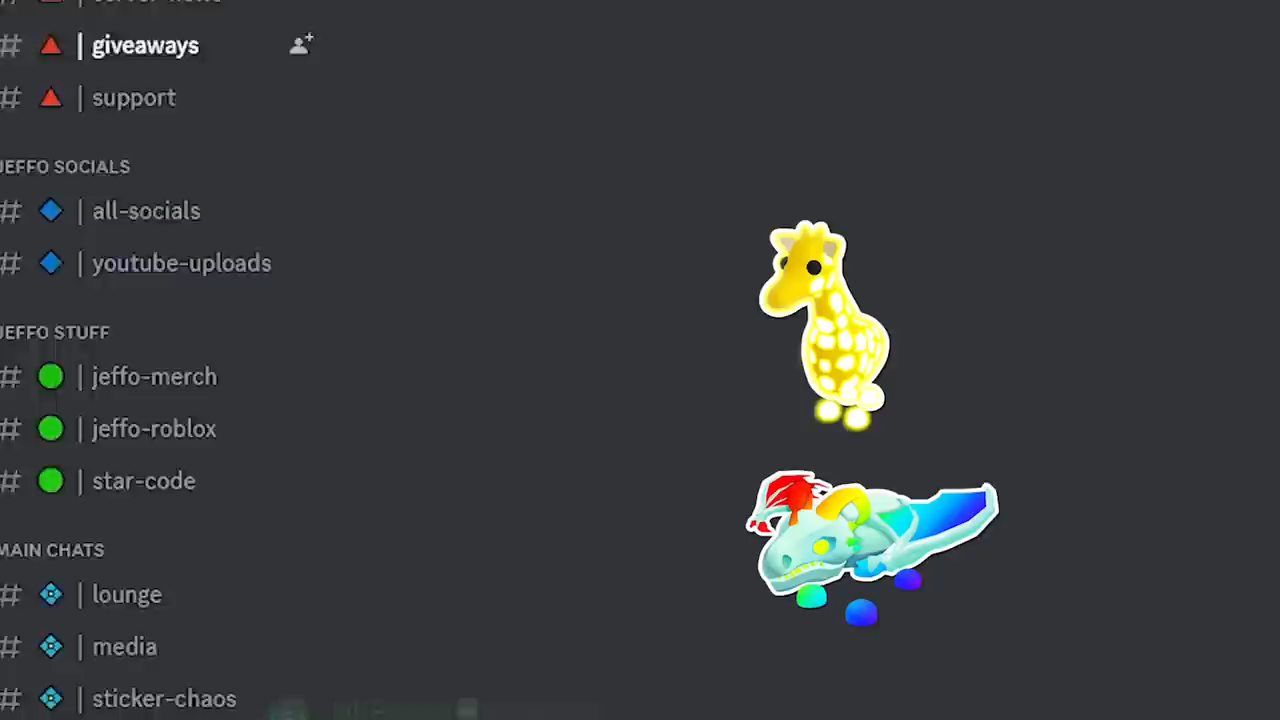 # | giveaways
# | support
JEFFO SOCIALS
# | all-socials
# | youtube-uploads
JEFFO STUFF
# | jeffo-merch
# | jeffo-roblox
# | star-code
MAIN CHATS
# | lounge
# | media
# | sticker-chaos